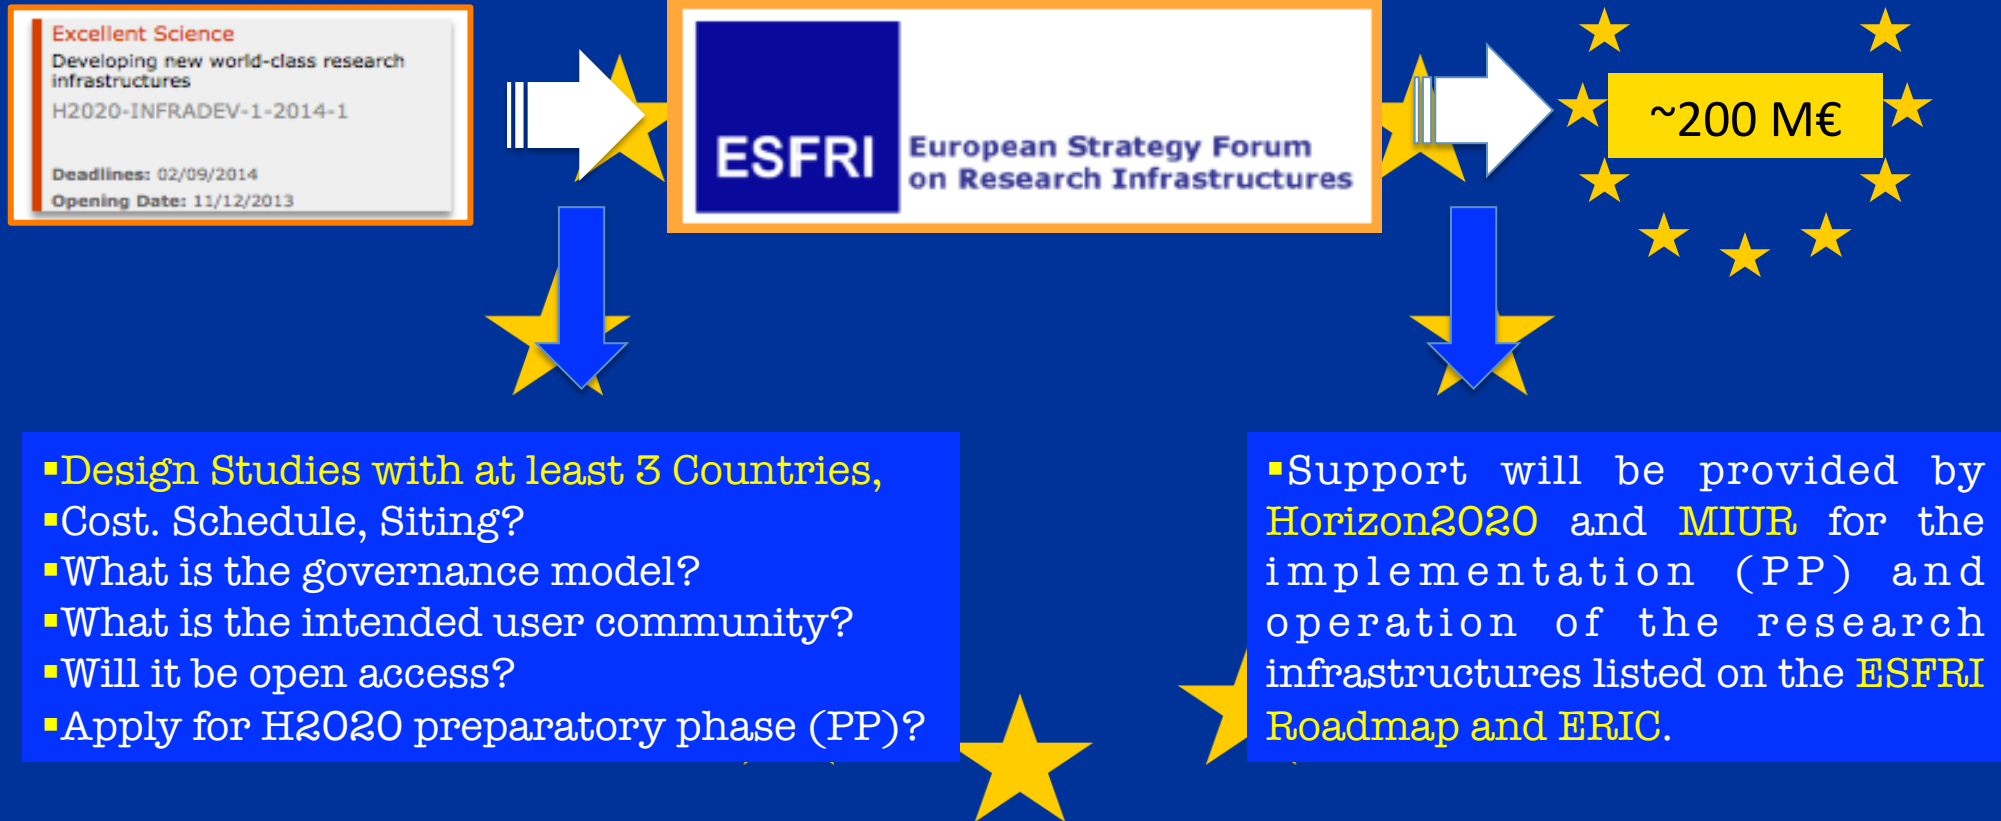 Excellent Science
Developing new world-class research
infrastructures
H2020-INFRADEV-1-2014-1
Deadlines: 02/09/2014
Opening Date: 11/12/2013
ESFRI
European Strategy Forum
on Research Infrastructures
~200 M€
▪Design Studies with at least 3 Countries,
▪Cost. Schedule, Siting?
▪What is the governance model?
▪What is the intended user community?
▪Will it be open access?
▪Apply for H2020 preparatory phase (PP)?
▪Support will be provided by
Horizon2020 and MIUR for the
implementation (PP) and
operation of the research
infrastructures listed on the ESFRI
Roadmap and ERIC.